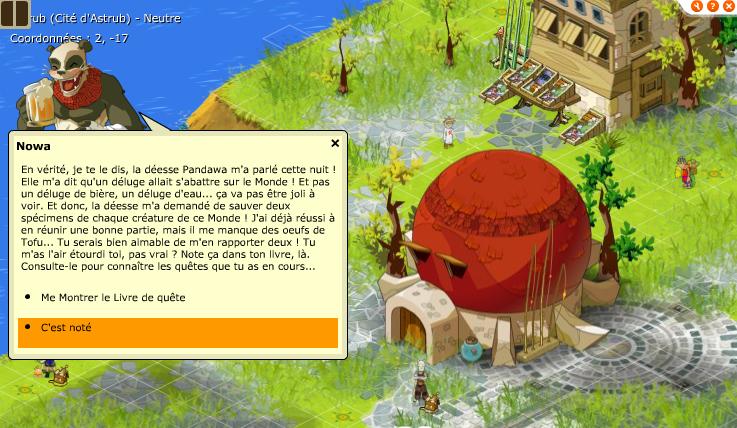 rub (Cité d'Astrub) - Neutre
Coordonnées : 2, -17
Nowa
En vérité, je te le dis, la déesse Pandawa m'a parlé cette nuit !
Elle m'a dit qu'un déluge allait s'abattre sur le Monde ! Et pas
un déluge de bière, un déluge d'eau... ça va pas être joli à
voir. Et donc, la déesse m'a demandé de sauver deux
spécimens de chaque créature de ce Monde ! J'ai déjà réussi à
en réunir une bonne partie, mais il me manque des oeufs de
Tofu... Tu serais bien aimable de m'en rapporter deux ! Tu
m'as l'air étourdi toi, pas vrai ? Note ça dans ton livre, là.
Consulte-le pour connaître les quêtes que tu as en cours...
Me Montrer le Livre de quête
C'est noté